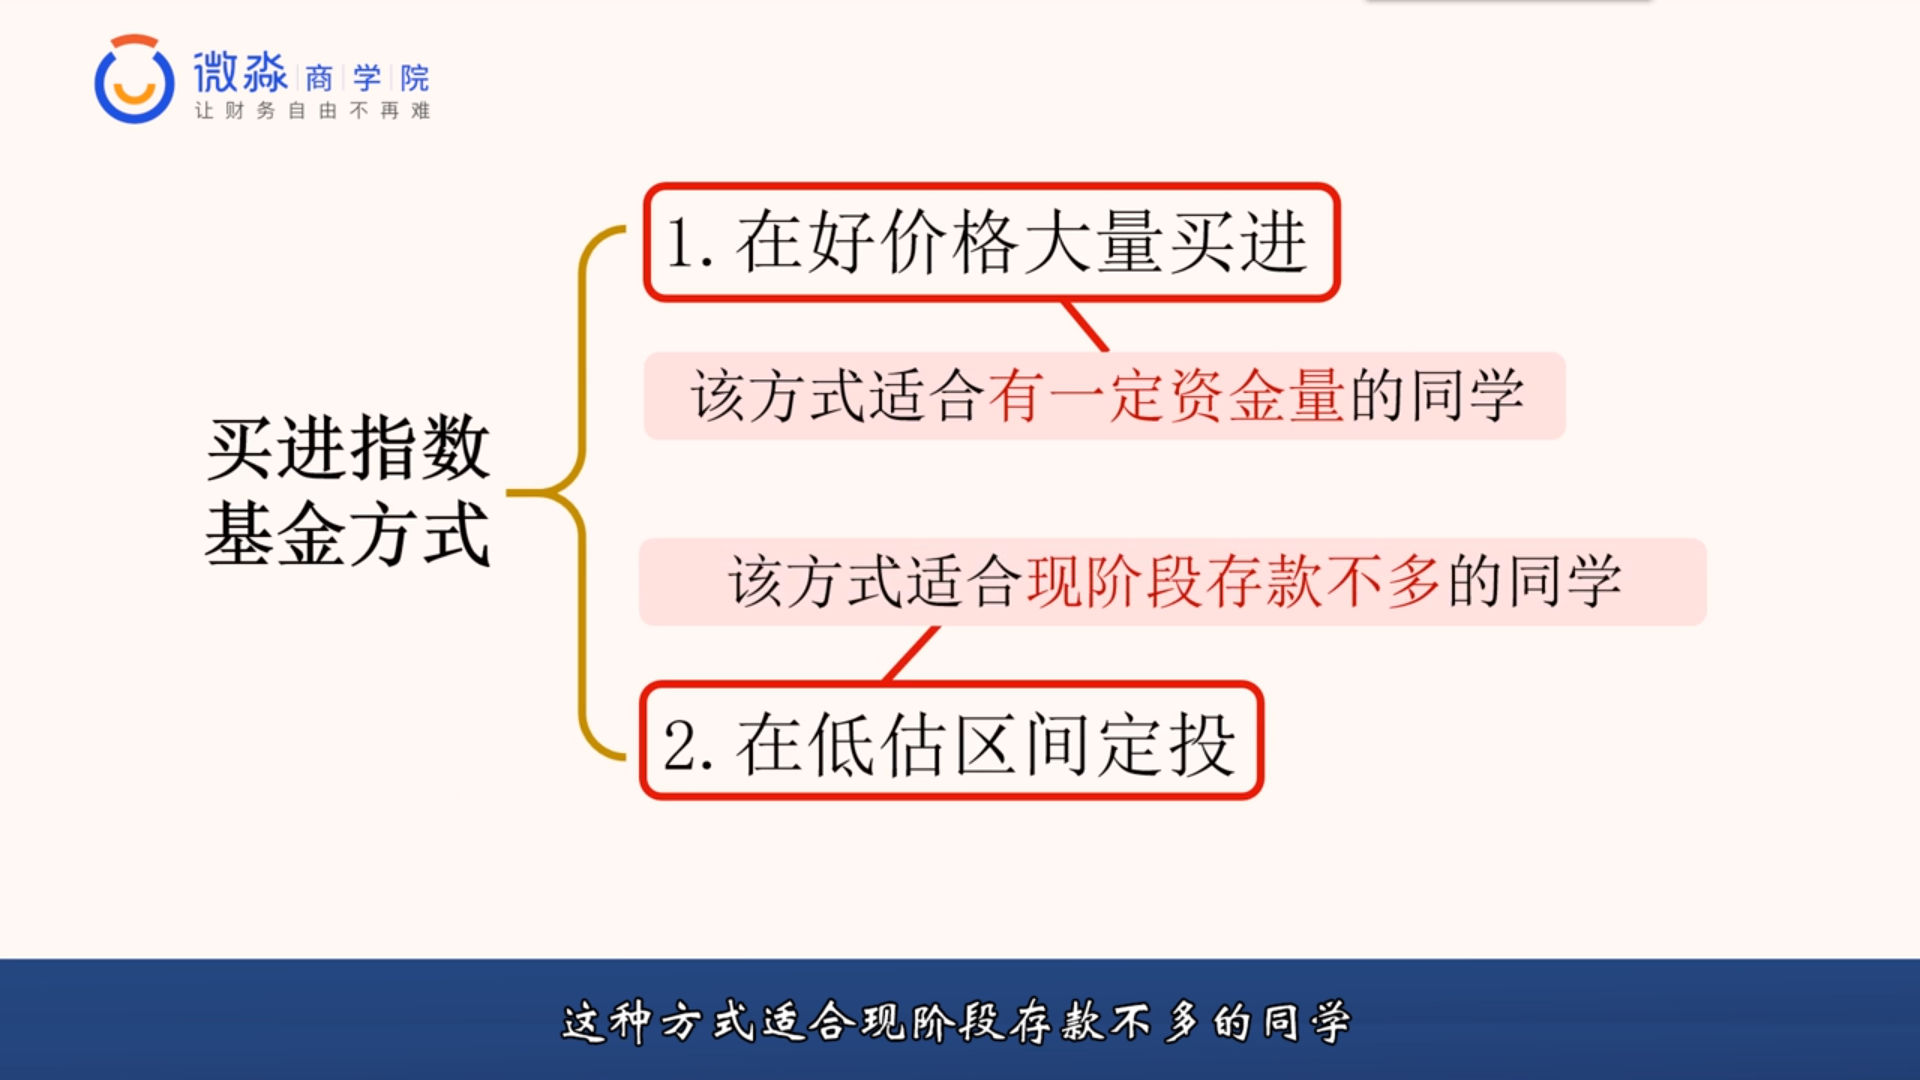 微淼商学院
让财务自由不再难
买进指数
基金方式
1.在好价格大量买进
该方式适合有一定资金量的同学
该方式适合现阶段存款不多的同学
2.在低估区间定投
这种方式适合现阶段存款不多的同学